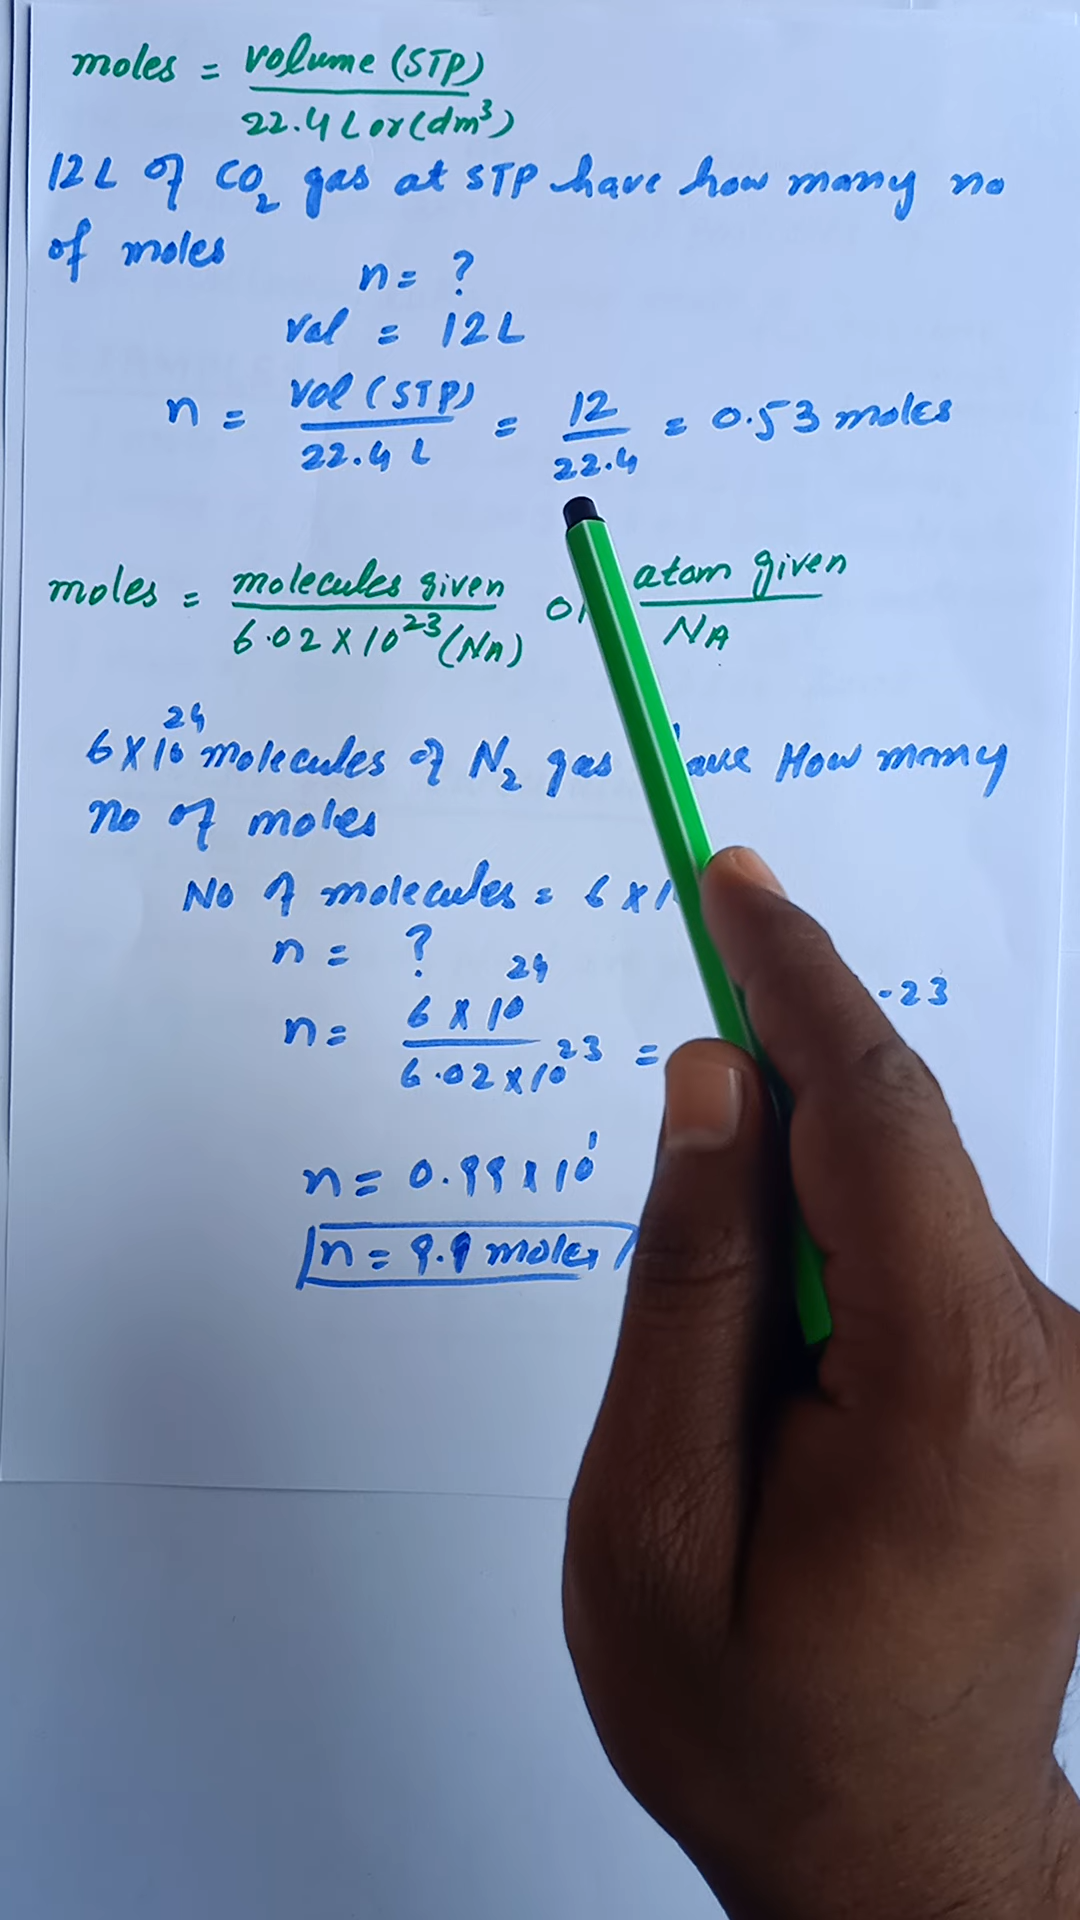 moles = volume (STP) / 22.4 L or (dm³)
12 L of CO₂ gas at STP have how many no
of moles
n = ?
vol = 12 L
n = vol (STP) / 22.4 L = 12 / 22.4 = 0.53 moles
moles = molecules given / 6.02 X 10²³ (NA) or atom given / NA
6 X 10²⁴ molecules of N₂ gas have How many
no of moles
No of molecules = 6 x 1
n = ?
n = 6 x 10²⁴ / 6.02 x 10²³ = -23
n = 0.99 x 10¹
n = 9.9 moles